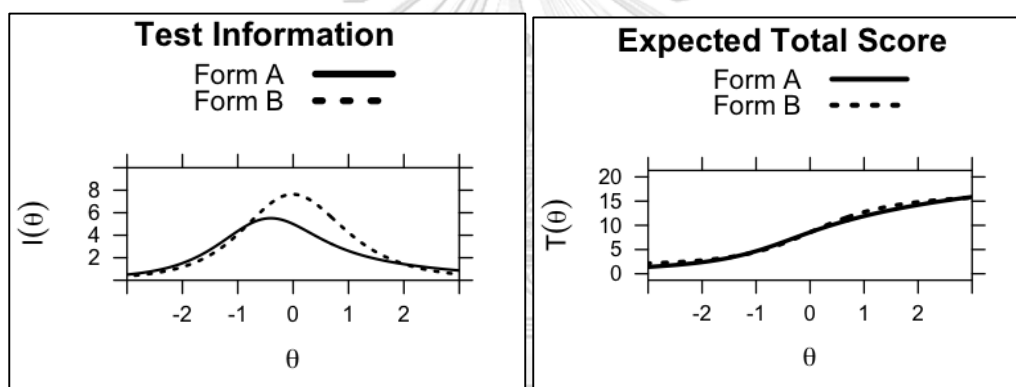 Test Information
Form A
Form B
8
6
4
2
I(θ)
-2 -1 0 1 2
θ
Expected Total Score
Form A
Form B
20
15
10
5
0
T(θ)
-2 -1 0 1 2
θ